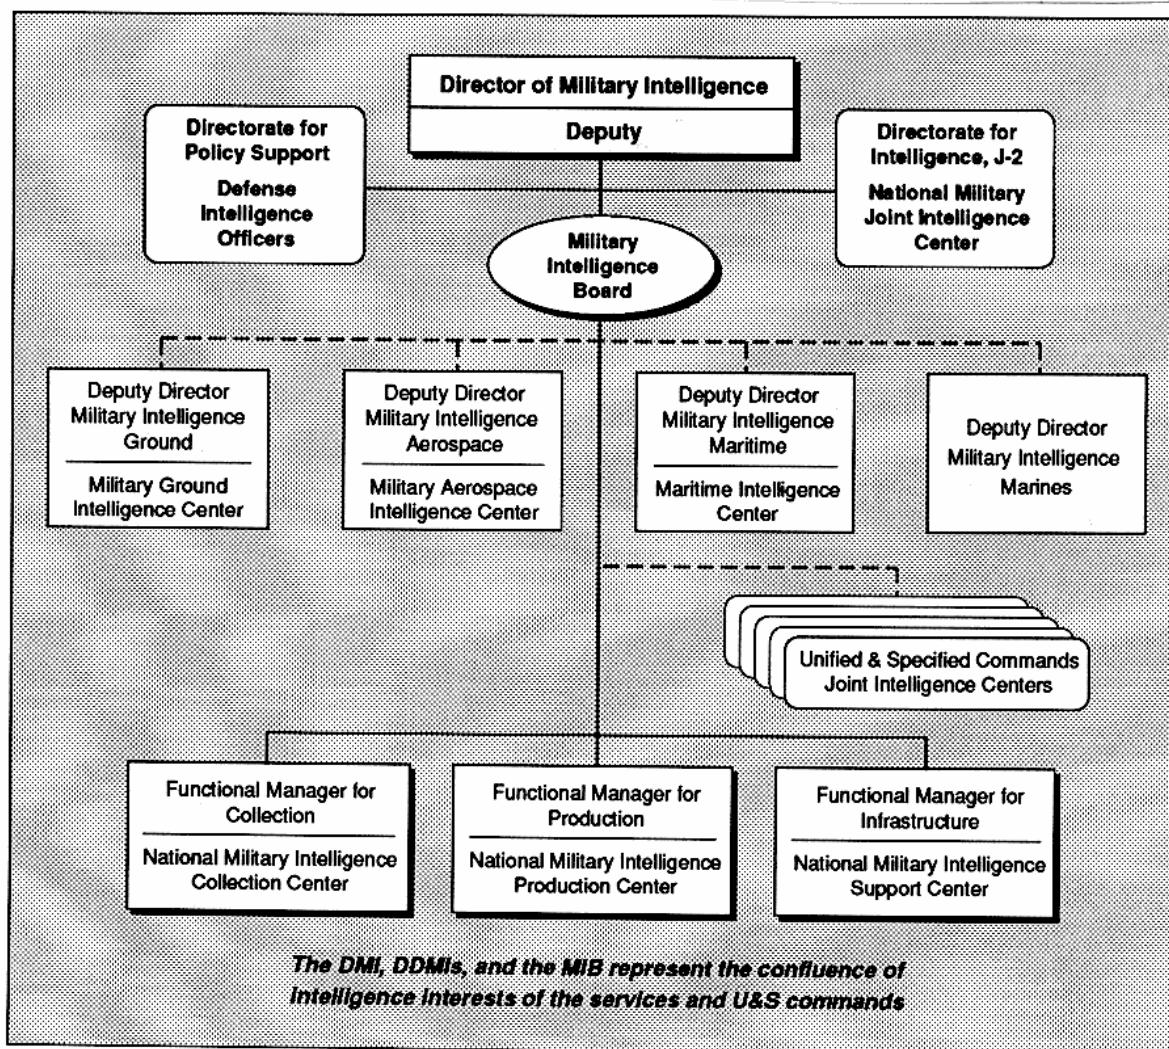 Director of Military Intelligence
Deputy
Directorate for
Policy Support
Defense
Intelligence
Officers
Directorate for
Intelligence, J-2
National Military
Joint Intelligence
Center
Military
Intelligence
Board
Deputy Director
Military Intelligence
Ground
Military Ground
Intelligence Center
Deputy Director
Military Intelligence
Aerospace
Military Aerospace
Intelligence Center
Deputy Director
Military Intelligence
Maritime
Maritime Intelligence
Center
Deputy Director
Military Intelligence
Marines
Unified & Specified Commands
Joint Intelligence Centers
Functional Manager for
Collection
National Military Intelligence
Collection Center
Functional Manager for
Production
National Military Intelligence
Production Center
Functional Manager for
Infrastructure
National Military Intelligence
Support Center
The DMI, DDMIs, and the MIB represent the confluence of
intelligence interests of the services and U&S commands